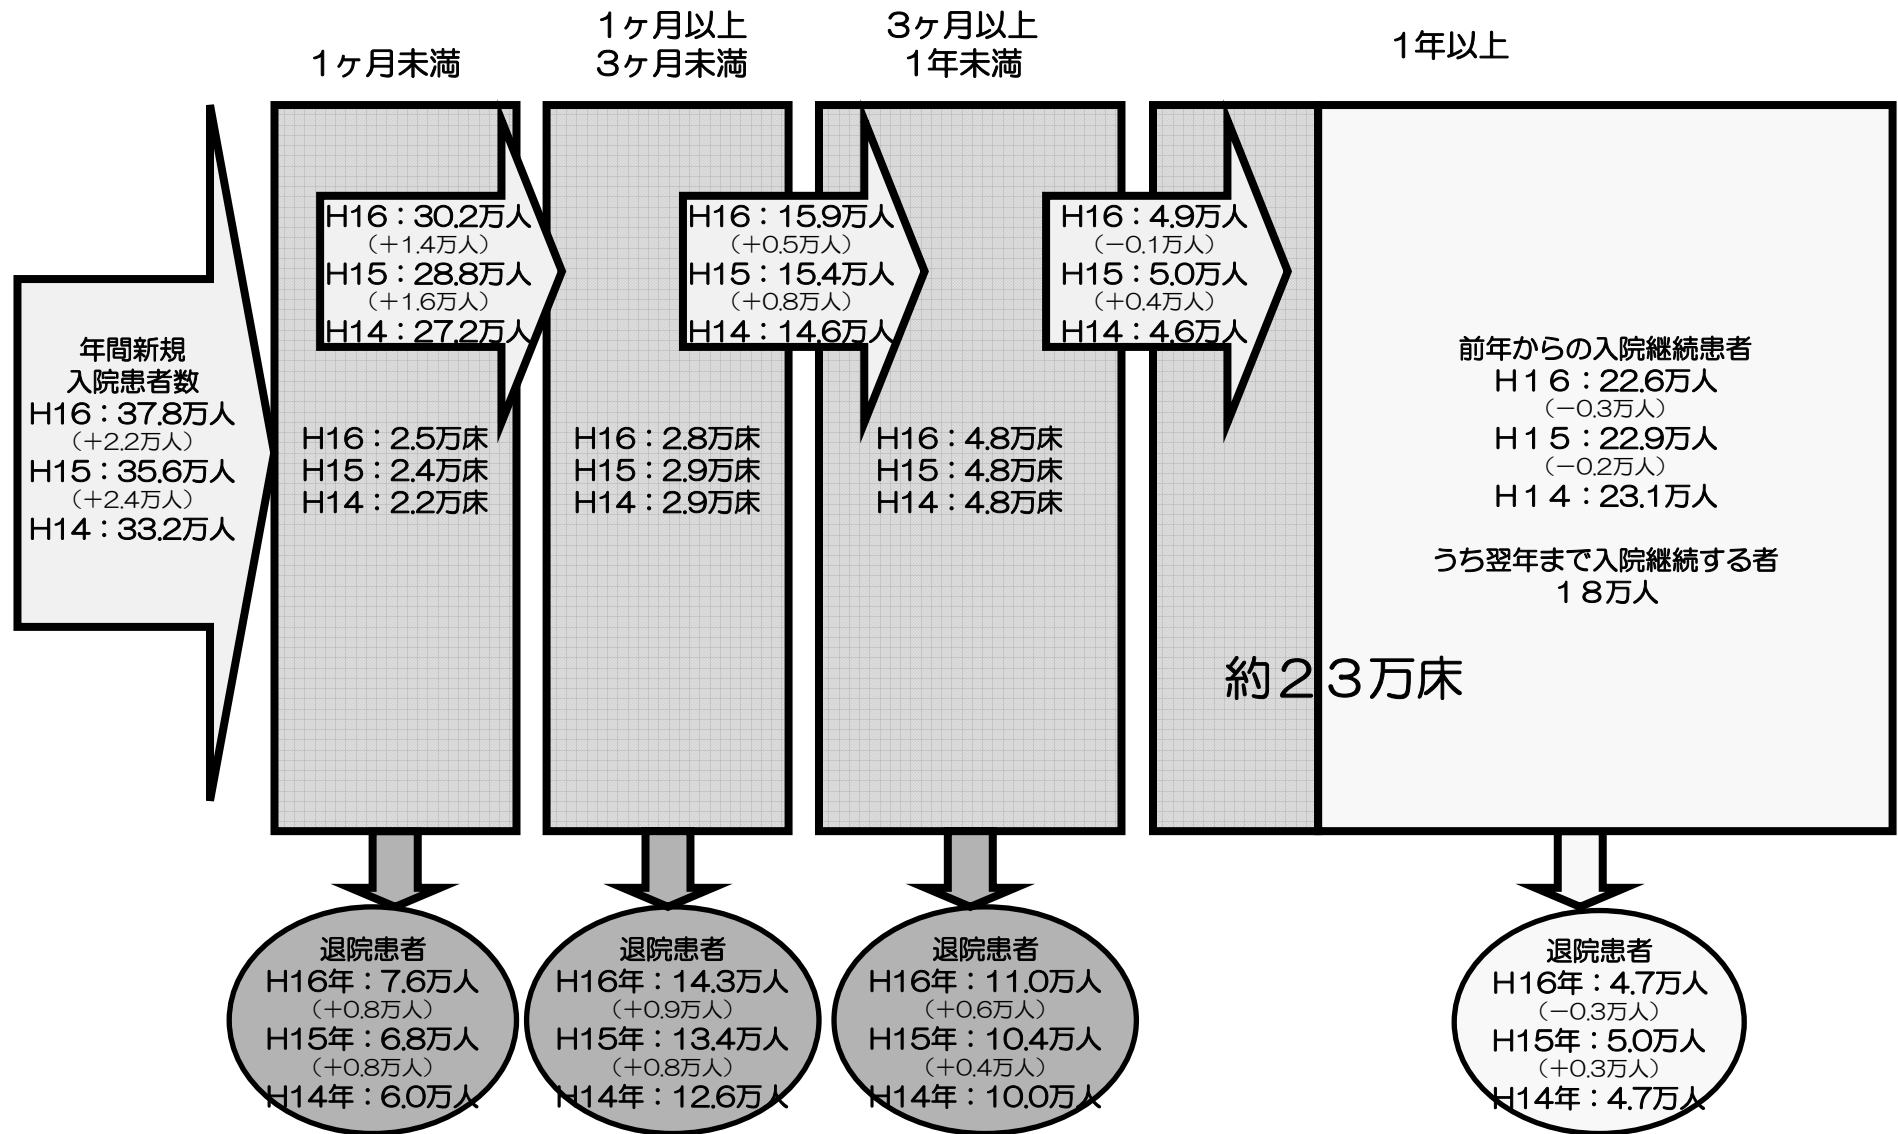 1ヶ月未満
1ヶ月以上
3ヶ月未満
3ヶ月以上
1年未満
1年以上
年間新規
入院患者数
H16:37.8万人
(+2.2万人)
H15:35.6万人
(+2.4万人)
H14:33.2万人
H16:30.2万人
(+1.4万人)
H15:28.8万人
(+1.6万人)
H14:27.2万人
H16:2.5万床
H15:2.4万床
H14:2.2万床
H16:15.9万人
(+0.5万人)
H15:15.4万人
(+0.8万人)
H14:14.6万人
H16:2.8万床
H15:2.9万床
H14:2.9万床
H16:4.9万人
(-0.1万人)
H15:5.0万人
(+0.4万人)
H14:4.6万人
H16:4.8万床
H15:4.8万床
H14:4.8万床
前年からの入院継続患者
H16:22.6万人
(-0.3万人)
H15:22.9万人
(-0.2万人)
H14:23.1万人
うち翌年まで入院継続する者
18万人
約23万床
退院患者
H16年:7.6万人
(+0.8万人)
H15年:6.8万人
(+0.8万人)
H14年:6.0万人
退院患者
H16年:14.3万人
(+0.9万人)
H15年:13.4万人
(+0.8万人)
H14年:12.6万人
退院患者
H16年:11.0万人
(+0.6万人)
H15年:10.4万人
(+0.4万人)
H14年:10.0万人
退院患者
H16年:4.7万人
(-0.3万人)
H15年:5.0万人
(+0.3万人)
H14年:4.7万人